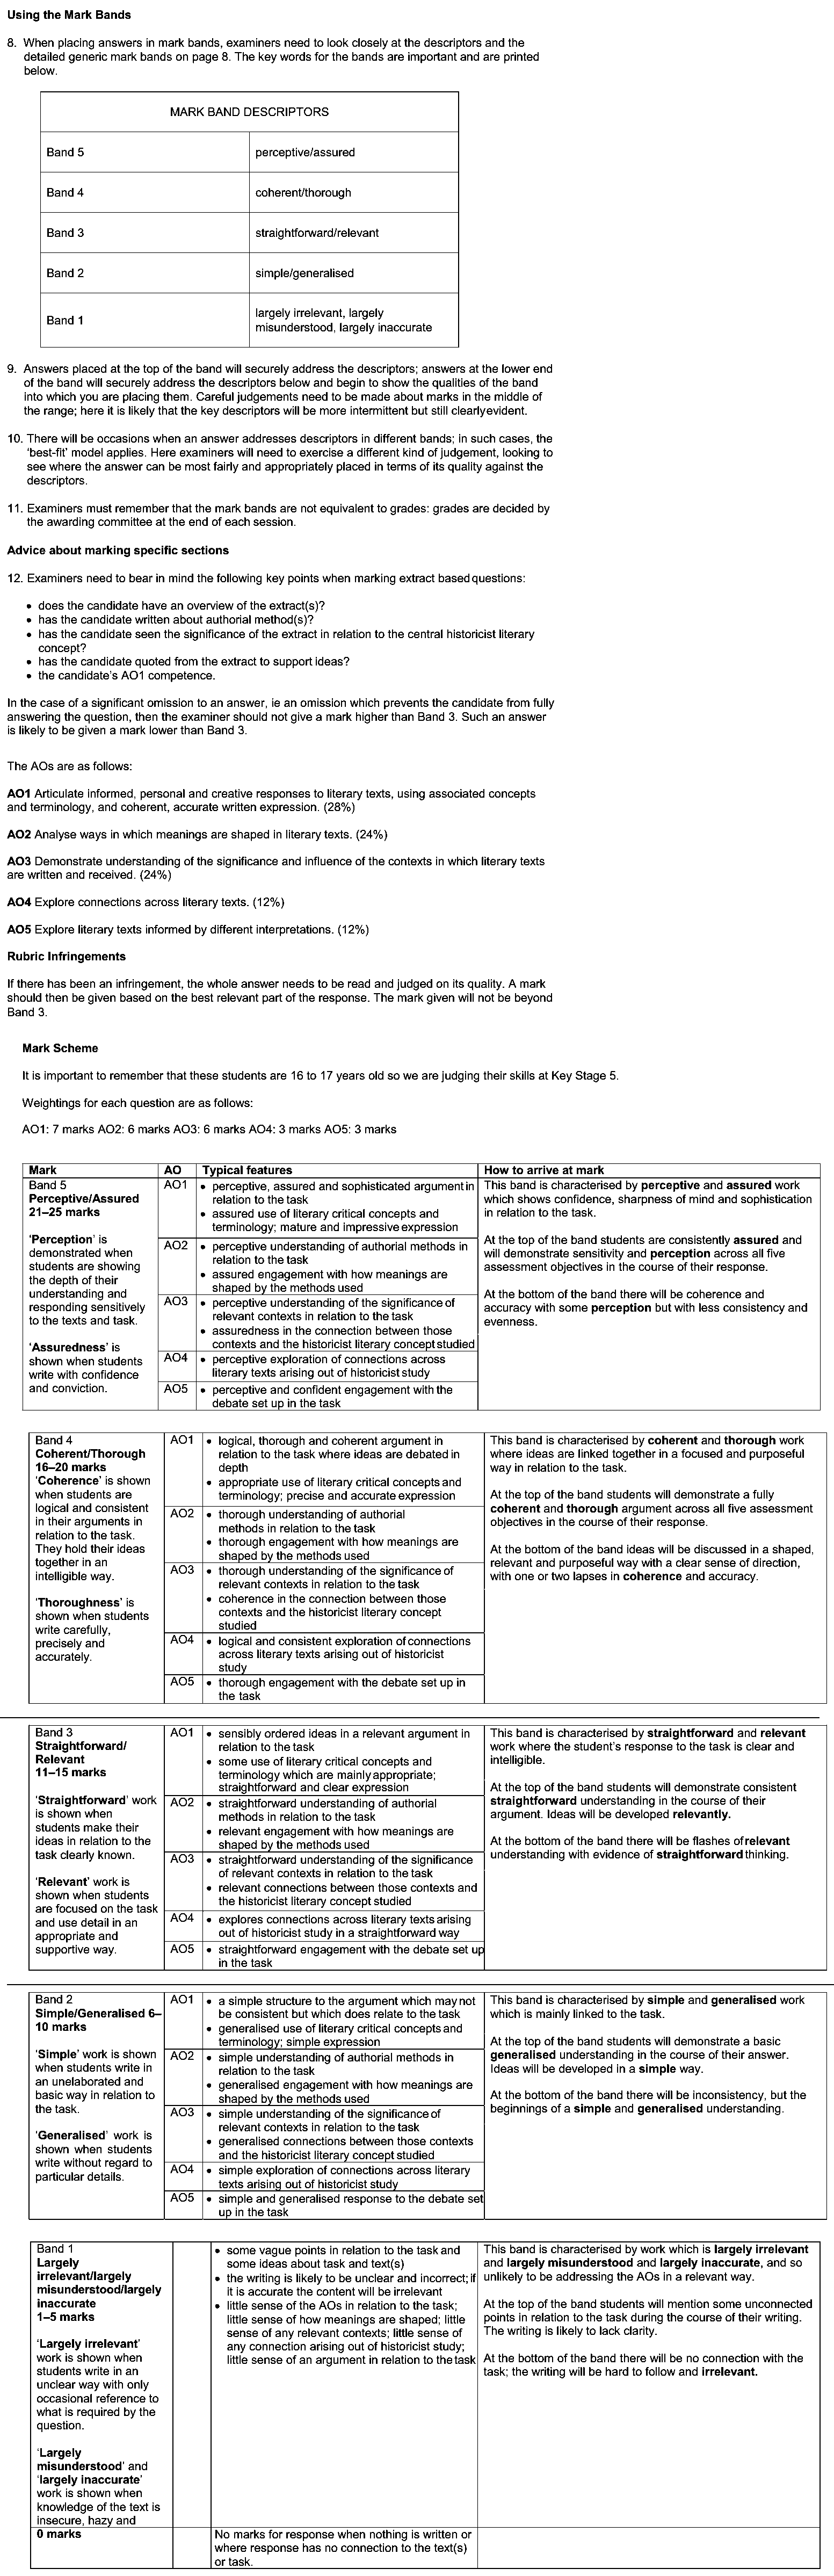 Using the Mark Bands
8. When placing answers in mark bands, examiners need to look closely at the descriptors and the
detailed generic mark bands on page 8. The key words for the bands are important and are printed
below.
MARK BAND DESCRIPTORS
Band 5 perceptive/assured
Band 4 coherent/thorough
Band 3 straightforward/relevant
Band 2 simple/generalised
Band 1 largely irrelevant, largely
misunderstood, largely inaccurate
9. Answers placed at the top of the band will securely address the descriptors; answers at the lower end
of the band will securely address the descriptors below and begin to show the qualities of the band
into which you are placing them. Careful judgements need to be made about marks in the middle of
the range; here it is likely that the key descriptors will be more intermittent but still clearlyevident.
10. There will be occasions when an answer addresses descriptors in different bands; in such cases, the
'best-fit' model applies. Here examiners will need to exercise a different kind of judgement, looking to
see where the answer can be most fairly and appropriately placed in terms of its quality against the
descriptors.
11. Examiners must remember that the mark bands are not equivalent to grades: grades are decided by
the awarding committee at the end of each session.
Advice about marking specific sections
12. Examiners need to bear in mind the following key points when marking extract based questions:
• does the candidate have an overview of the extract(s)?
• has the candidate written about authorial method(s)?
• has the candidate seen the significance of the extract in relation to the central historicist literary
concept?
• has the candidate quoted from the extract to support ideas?
• the candidate's AO1 competence.
In the case of a significant omission to an answer, ie an omission which prevents the candidate from fully
answering the question, then the examiner should not give a mark higher than Band 3. Such an answer
is likely to be given a mark lower than Band 3.
The AOs are as follows:
AO1 Articulate informed, personal and creative responses to literary texts, using associated concepts
and terminology, and coherent, accurate written expression. (28%)
AO2 Analyse ways in which meanings are shaped in literary texts. (24%)
AO3 Demonstrate understanding of the significance and influence of the contexts in which literary texts
are written and received. (24%)
AO4 Explore connections across literary texts. (12%)
AO5 Explore literary texts informed by different interpretations. (12%)
Rubric Infringements
If there has been an infringement, the whole answer needs to be read and judged on its quality. A mark
should then be given based on the best relevant part of the response. The mark given will not be beyond
Band 3.
Mark Scheme
It is important to remember that these students are 16 to 17 years old so we are judging their skills at Key Stage 5.
Weightings for each question are as follows:
AO1: 7 marks AO2: 6 marks AO3: 6 marks AO4: 3 marks AO5: 3 marks
Mark AO Typical features How to arrive at mark
Band 5
Perceptive/Assured
21–25 marks
'Perception' is
demonstrated when
students are showing
the depth of their
understanding and
responding sensitively
to the texts and task.
'Assuredness' is
shown when students
write with confidence
and conviction.
AO1
• perceptive, assured and sophisticated argument in
relation to the task
• assured use of literary critical concepts and
terminology; mature and impressive expression
AO2
• perceptive understanding of authorial methods in
relation to the task
• assured engagement with how meanings are
shaped by the methods used
AO3
• perceptive understanding of the significance of
relevant contexts in relation to the task
• assuredness in the connection between those
contexts and the historicist literary concept studied
AO4
• perceptive exploration of connections across
literary texts arising out of historicist study
AO5
• perceptive and confident engagement with the
debate set up in the task
This band is characterised by perceptive and assured work
which shows confidence, sharpness of mind and sophistication
in relation to the task.
At the top of the band students are consistently assured and
will demonstrate sensitivity and perception across all five
assessment objectives in the course of their response.
At the bottom of the band there will be coherence and
accuracy with some perception but with less consistency and
evenness.
Band 4
Coherent/Thorough
16–20 marks
'Coherence' is shown
when students are
logical and consistent
in their arguments in
relation to the task.
They hold their ideas
together in an
intelligible way.
'Thoroughness' is
shown when students
write carefully,
precisely and
accurately.
AO1
• logical, thorough and coherent argument in
relation to the task where ideas are debated in
depth
• appropriate use of literary critical concepts and
terminology; precise and accurate expression
AO2
• thorough understanding of authorial
methods in relation to the task
• thorough engagement with how meanings are
shaped by the methods used
AO3
• thorough understanding of the significance of
relevant contexts in relation to the task
• coherence in the connection between those
contexts and the historicist literary concept
studied
AO4
• logical and consistent exploration of connections
across literary texts arising out of historicist
study
AO5
• thorough engagement with the debate set up in
the task
This band is characterised by coherent and thorough work
where ideas are linked together in a focused and purposeful
way in relation to the task.
At the top of the band students will demonstrate a fully
coherent and thorough argument across all five assessment
objectives in the course of their response.
At the bottom of the band ideas will be discussed in a shaped,
relevant and purposeful way with a clear sense of direction,
with one or two lapses in coherence and accuracy.
Band 3
Straightforward/
Relevant
11–15 marks
'Straightforward' work
is shown when
students make their
ideas in relation to the
task clearly known.
'Relevant' work is
shown when students
are focused on the task
and use detail in an
appropriate and
supportive way.
AO1
• sensibly ordered ideas in a relevant argument in
relation to the task
• some use of literary critical concepts and
terminology which are mainly appropriate;
straightforward and clear expression
AO2
• straightforward understanding of authorial
methods in relation to the task
• relevant engagement with how meanings are
shaped by the methods used
AO3
• straightforward understanding of the significance
of relevant contexts in relation to the task
• relevant connections between those contexts and
the historicist literary concept studied
AO4
• explores connections across literary texts arising
out of historicist study in a straightforward way
AO5
• straightforward engagement with the debate set up
in the task
This band is characterised by straightforward and relevant
work where the student's response to the task is clear and
intelligible.
At the top of the band students will demonstrate consistent
straightforward understanding in the course of their
argument. Ideas will be developed relevantly.
At the bottom of the band there will be flashes of relevant
understanding with evidence of straightforward thinking.
Band 2
Simple/Generalised 6–
10 marks
'Simple' work is shown
when students write in
an unelaborated and
basic way in relation to
the task.
'Generalised' work is
shown when students
write without regard to
particular details.
AO1
• a simple structure to the argument which may not
be consistent but which does relate to the task
• generalised use of literary critical concepts and
terminology; simple expression
AO2
• simple understanding of authorial methods in
relation to the task
• generalised engagement with how meanings are
shaped by the methods used
AO3
• simple understanding of the significance of
relevant contexts in relation to the task
• generalised connections between those contexts
and the historicist literary concept studied
AO4
• simple exploration of connections across literary
texts arising out of historicist study
AO5
• simple and generalised response to the debate set
up in the task
This band is characterised by simple and generalised work
which is mainly linked to the task.
At the top of the band students will demonstrate a basic
generalised understanding in the course of their answer.
Ideas will be developed in a simple way.
At the bottom of the band there will be inconsistency, but the
beginnings of a simple and generalised understanding.
Band 1
Largely
irrelevant/largely
misunderstood/largely
inaccurate
1–5 marks
'Largely irrelevant'
work is shown when
students write in an
unclear way with only
occasional reference to
what is required by the
question.
'Largely
misunderstood' and
'largely inaccurate'
work is shown when
knowledge of the text is
insecure, hazy and
• some vague points in relation to the task and
some ideas about task and text(s)
• the writing is likely to be unclear and incorrect; if
it is accurate the content will be irrelevant
• little sense of the AOs in relation to the task;
little sense of how meanings are shaped; little
sense of any relevant contexts; little sense of
any connection arising out of historicist study;
little sense of an argument in relation to the task
This band is characterised by work which is largely irrelevant
and largely misunderstood and largely inaccurate, and so
unlikely to be addressing the AOs in a relevant way.
At the top of the band students will mention some unconnected
points in relation to the task during the course of their writing.
The writing is likely to lack clarity.
At the bottom of the band there will be no connection with the
task; the writing will be hard to follow and irrelevant.
0 marks
No marks for response when nothing is written or
where response has no connection to the text(s)
or task.